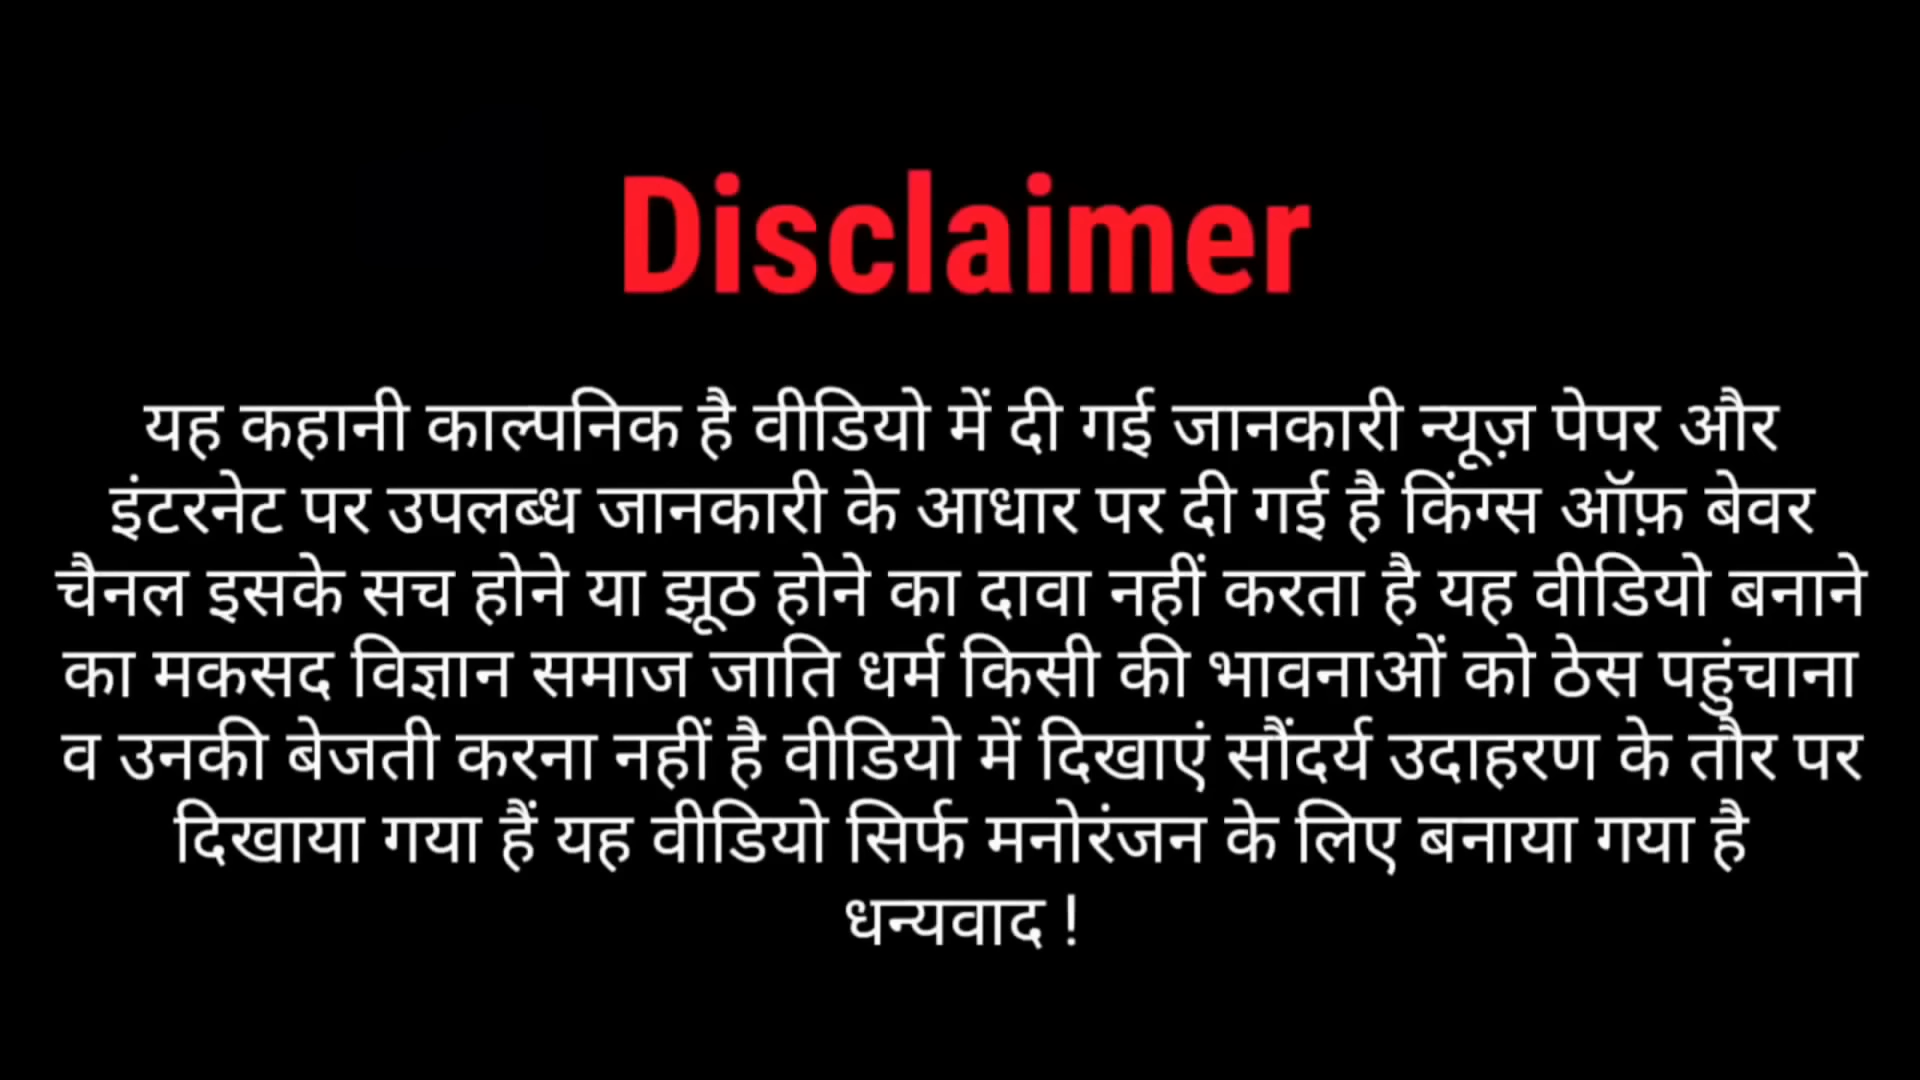 Disclaimer
यह कहानी काल्पनिक है वीडियो में दी गई जानकारी न्यूज़ पेपर और
इंटरनेट पर उपलब्ध जानकारी के आधार पर दी गई है किंग्स ऑफ़ बेवर
चैनल इसके सच होने या झूठ होने का दावा नहीं करता है यह वीडियो बनाने
का मकसद विज्ञान समाज जाति धर्म किसी की भावनाओं को ठेस पहुंचाना
व उनकी बेजती करना नहीं है वीडियो में दिखाएं सौंदर्य उदाहरण के तौर पर
दिखाया गया हैं यह वीडियो सिर्फ मनोरंजन के लिए बनाया गया है
धन्यवाद !